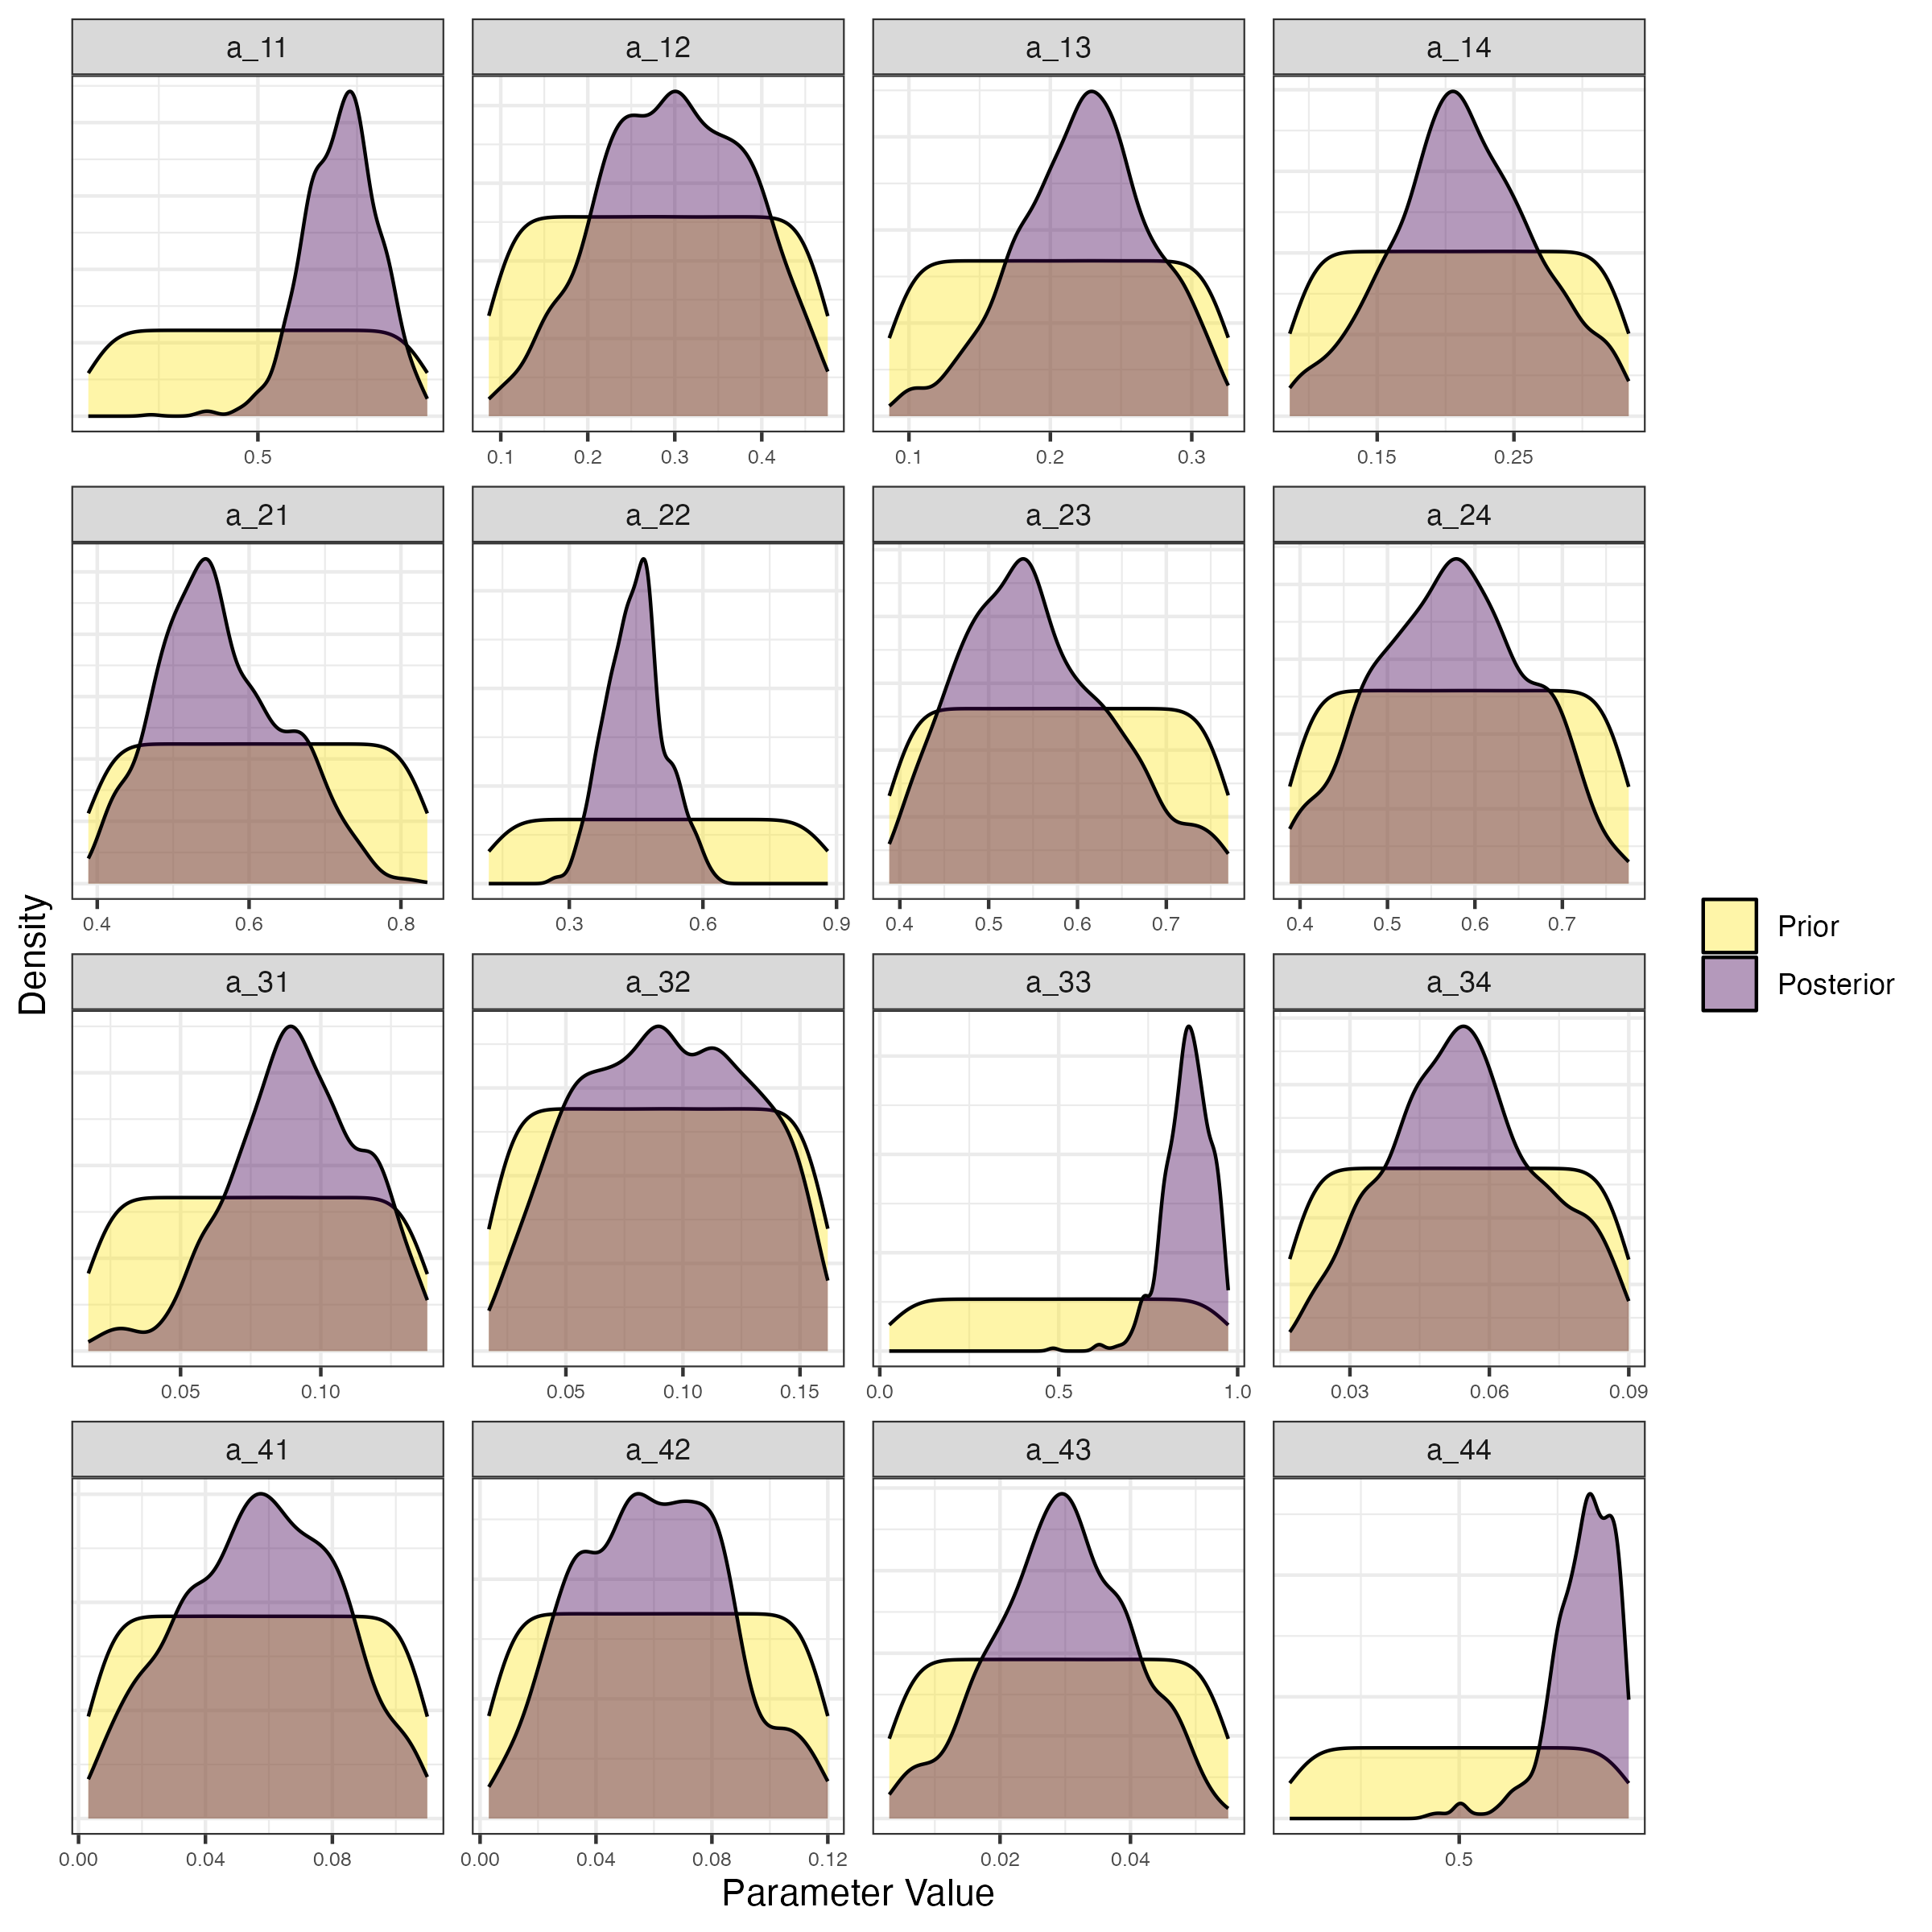 a_11 a_12 a_13 a_14
0.5 0.1 0.2 0.3 0.4 0.1 0.2 0.3 0.15 0.25
a_21 a_22 a_23 a_24
0.4 0.6 0.8 0.3 0.6 0.9 0.4 0.5 0.6 0.7 0.4 0.5 0.6 0.7
Density
Prior
Posterior
a_31 a_32 a_33 a_34
0.05 0.10 0.05 0.10 0.15 0.0 0.5 1.0 0.03 0.06 0.09
a_41 a_42 a_43 a_44
0.00 0.04 0.08 0.00 0.04 0.08 0.12 0.02 0.04 0.5
Parameter Value